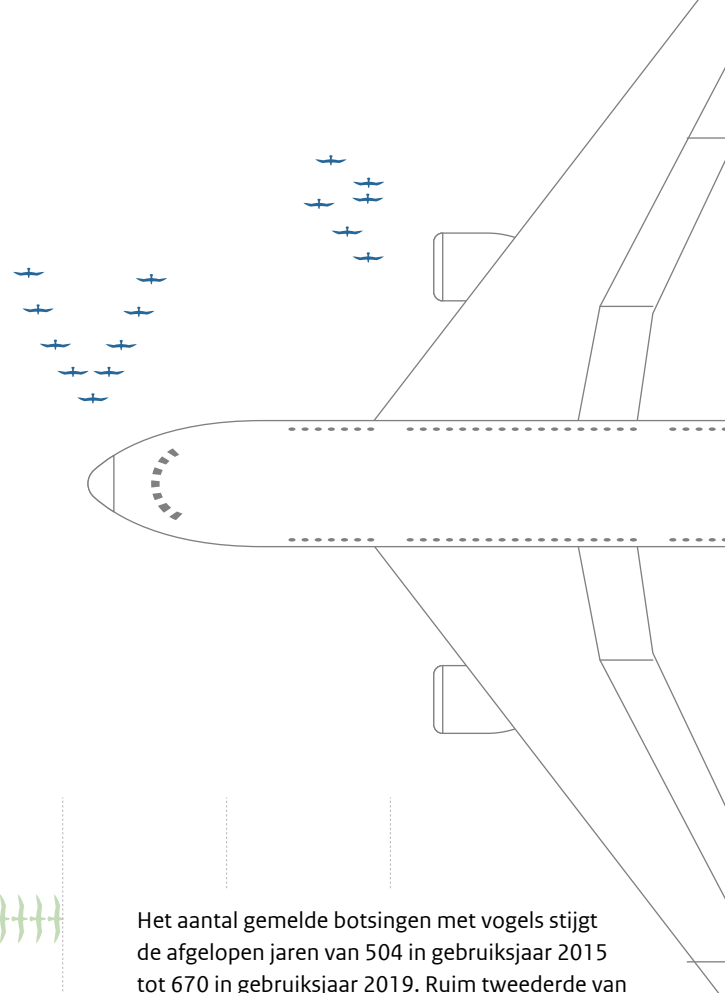 Het aantal gemelde botsingen met vogels stijgt
de afgelopen jaren van 504 in gebruiksjaar 2015
tot 670 in gebruiksjaar 2019. Ruim tweederde van